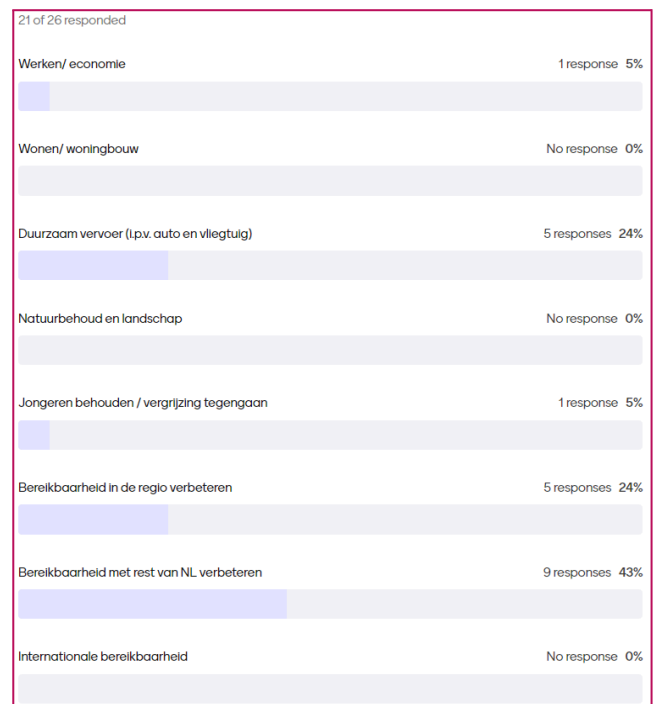 21 of 26 responded
Werken/ economie 1 response 5%
Wonen/ woningbouw No response 0%
Duurzaam vervoer (i.p.v. auto en vliegtuig) 5 responses 24%
Natuurbehoud en landschap No response 0%
Jongeren behouden / vergrijzing tegengaan 1 response 5%
Bereikbaarheid in de regio verbeteren 5 responses 24%
Bereikbaarheid met rest van NL verbeteren 9 responses 43%
Internationale bereikbaarheid No response 0%